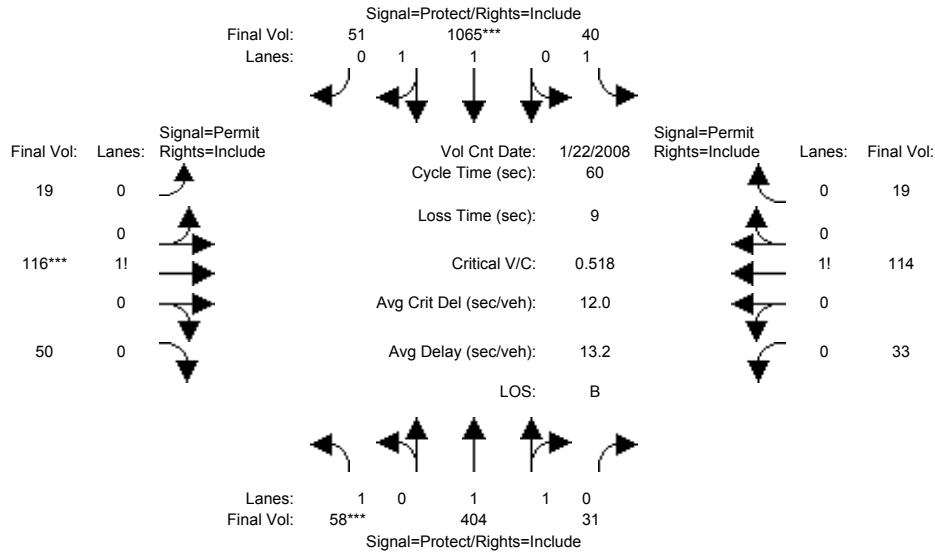 Signal=Protect/Rights=Include
Final Vol: 51 1065*** 40
Lanes: 0 1 1 0 1
Signal=Permit Signal=Permit
Final Vol: Lanes: Rights=Include Vol Cnt Date: 1/22/2008 Rights=Include Lanes: Final Vol:
Cycle Time (sec): 60
19 0 0 19
Loss Time (sec): 9
0 0
116*** 1! Critical V/C: 0.518 1! 114
0 Avg Crit Del (sec/veh): 12.0 0
50 0 Avg Delay (sec/veh): 13.2 0 33
LOS: B
Lanes: 1 0 1 1 0
Final Vol: 58*** 404 31
Signal=Protect/Rights=Include